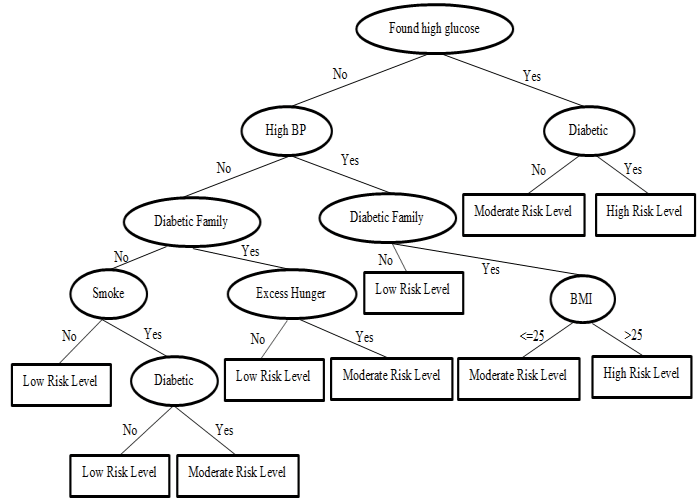 Found high glucose
No
Yes
High BP
Diabetic
No
Yes
No
Yes
Diabetic Family
Diabetic Family
Moderate Risk Level
High Risk Level
No
Yes
No
Yes
Smoke
Excess Hunger
Low Risk Level
BMI
No
Yes
No
Yes
<=25
>25
Low Risk Level
Diabetic
Low Risk Level
Moderate Risk Level
Moderate Risk Level
High Risk Level
No
Yes
Low Risk Level
Moderate Risk Level